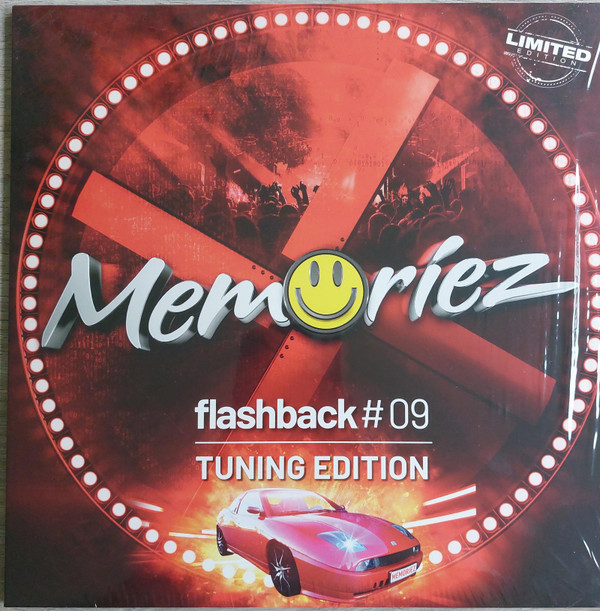 LIMITED
EDITION
Memoriez
flashback # 09
TUNING EDITION
MEMORIEZ